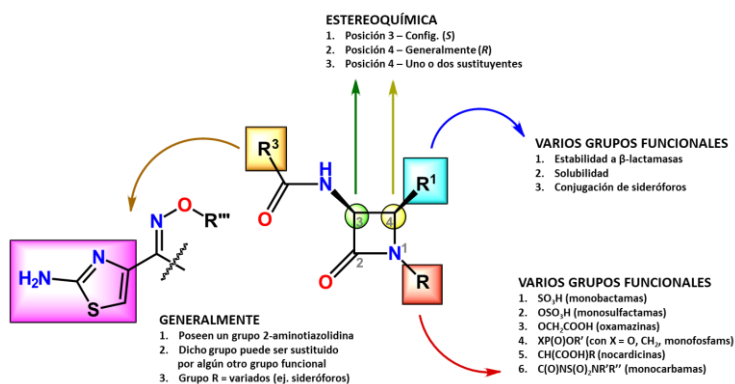 ESTEREOQUÍMICA
1. Posición 3 – Config. (S)
2. Posición 4 – Generalmente (R)
3. Posición 4 – Uno o dos sustituyentes
R³
H
N
R¹
O
3
4
2
N
1
O
R
N
O
R'''
N
H₂N
S
VARIOS GRUPOS FUNCIONALES
1. Estabilidad a β-lactamasas
2. Solubilidad
3. Conjugación de sideróforos
GENERALMENTE
1. Poseen un grupo 2-aminotiazolidina
2. Dicho grupo puede ser sustituido
por algún otro grupo funcional
3. Grupo R = variados (ej. sideróforos)
VARIOS GRUPOS FUNCIONALES
1. SO₃H (monobactamas)
2. OSO₃H (monosulfactamas)
3. OCH₂COOH (oxamazinas)
4. XP(O)OR' (con X = O, CH₂, monofosfams)
5. CH(COOH)R (nocardicinas)
6. C(O)NS(O)₂NR'R'' (monocarbamas)